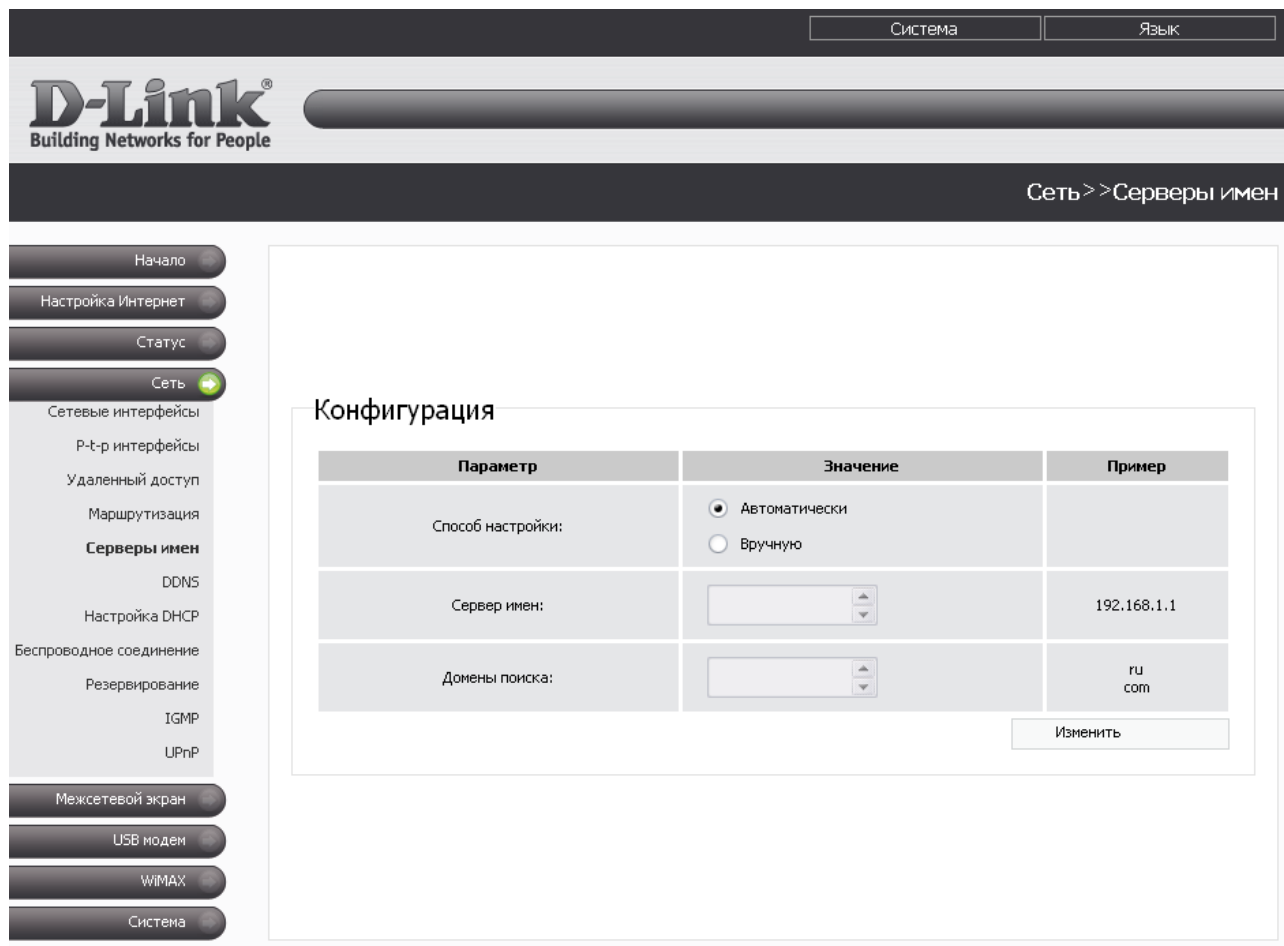 Система
Язык
D-Link®
Building Networks for People
Сеть>>Серверы имен
Начало
Настройка Интернет
Статус
Сеть
Сетевые интерфейсы
P-t-p интерфейсы
Удаленный доступ
Маршрутизация
Серверы имен
DDNS
Настройка DHCP
Беспроводное соединение
Резервирование
IGMP
UPnP
Межсетевой экран
USB модем
WiMAX
Система
Конфигурация
Параметр Значение Пример
Способ настройки:
Автоматически
Вручную
Сервер имен:
192.168.1.1
Домены поиска:
ru
com
Изменить